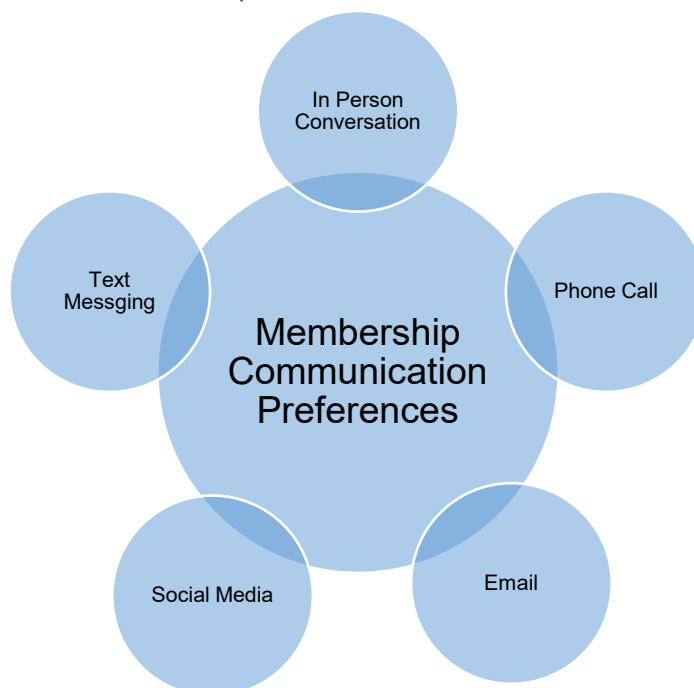 In Person
Conversation
Text
Messging
Phone Call
Membership
Communication
Preferences
Social Media
Email